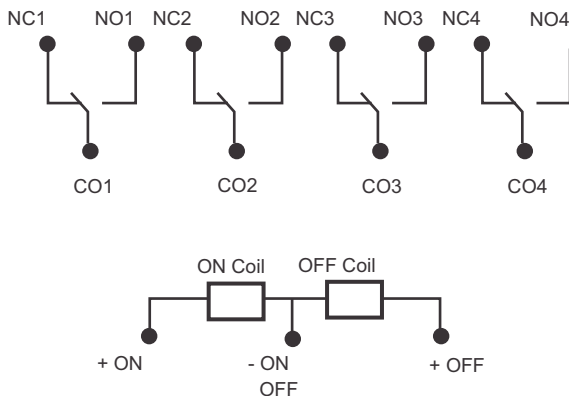 NC1 NO1 NC2 NO2 NC3 NO3 NC4 NO4
CO1 CO2 CO3 CO4
ON Coil OFF Coil
+ ON - ON + OFF
OFF